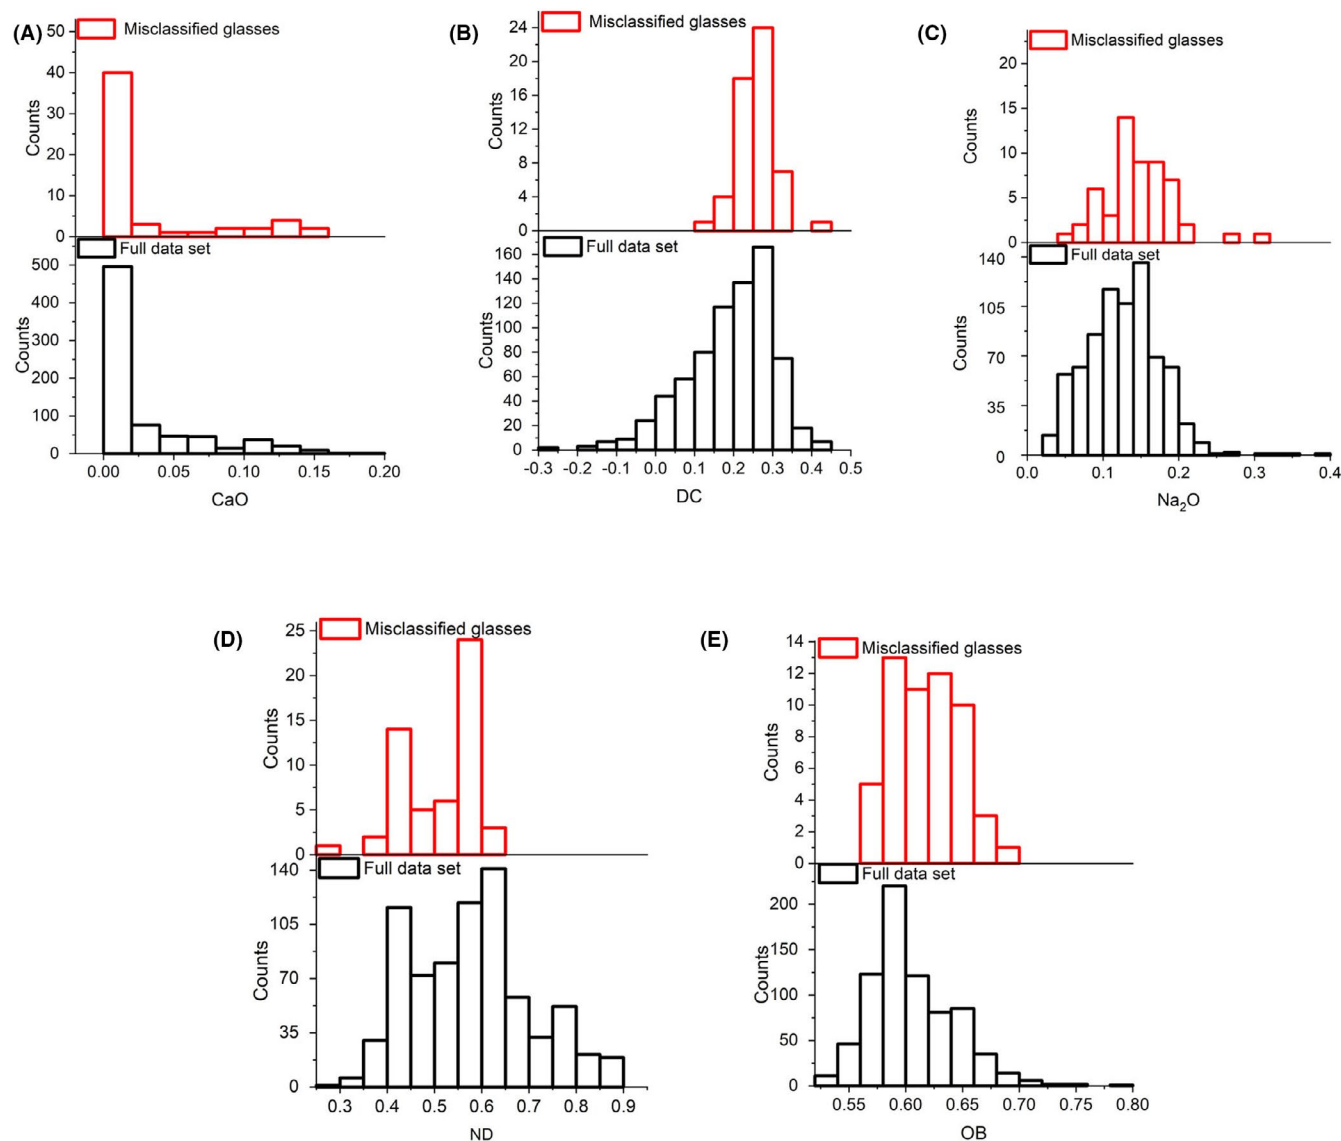 (A)
Misclassified glasses
50
40
30
20
10
0
Counts
Full data set
500
400
300
200
100
0
Counts
0.00 0.05 0.10 0.15 0.20
CaO
(B)
Misclassified glasses
24
20
16
12
8
4
0
Counts
Full data set
160
140
120
100
80
60
40
20
0
Counts
-0.3 -0.2 -0.1 0.0 0.1 0.2 0.3 0.4 0.5
DC
(C)
Misclassified glasses
20
15
10
5
0
Counts
Full data set
140
105
70
35
0
Counts
0.0 0.1 0.2 0.3 0.4
Na₂O
(D)
Misclassified glasses
25
20
15
10
5
0
Counts
Full data set
140
105
70
35
0
Counts
0.3 0.4 0.5 0.6 0.7 0.8 0.9
ND
(E)
Misclassified glasses
14
12
10
8
6
4
2
0
Counts
Full data set
200
150
100
50
0
Counts
0.55 0.60 0.65 0.70 0.75 0.80
OB